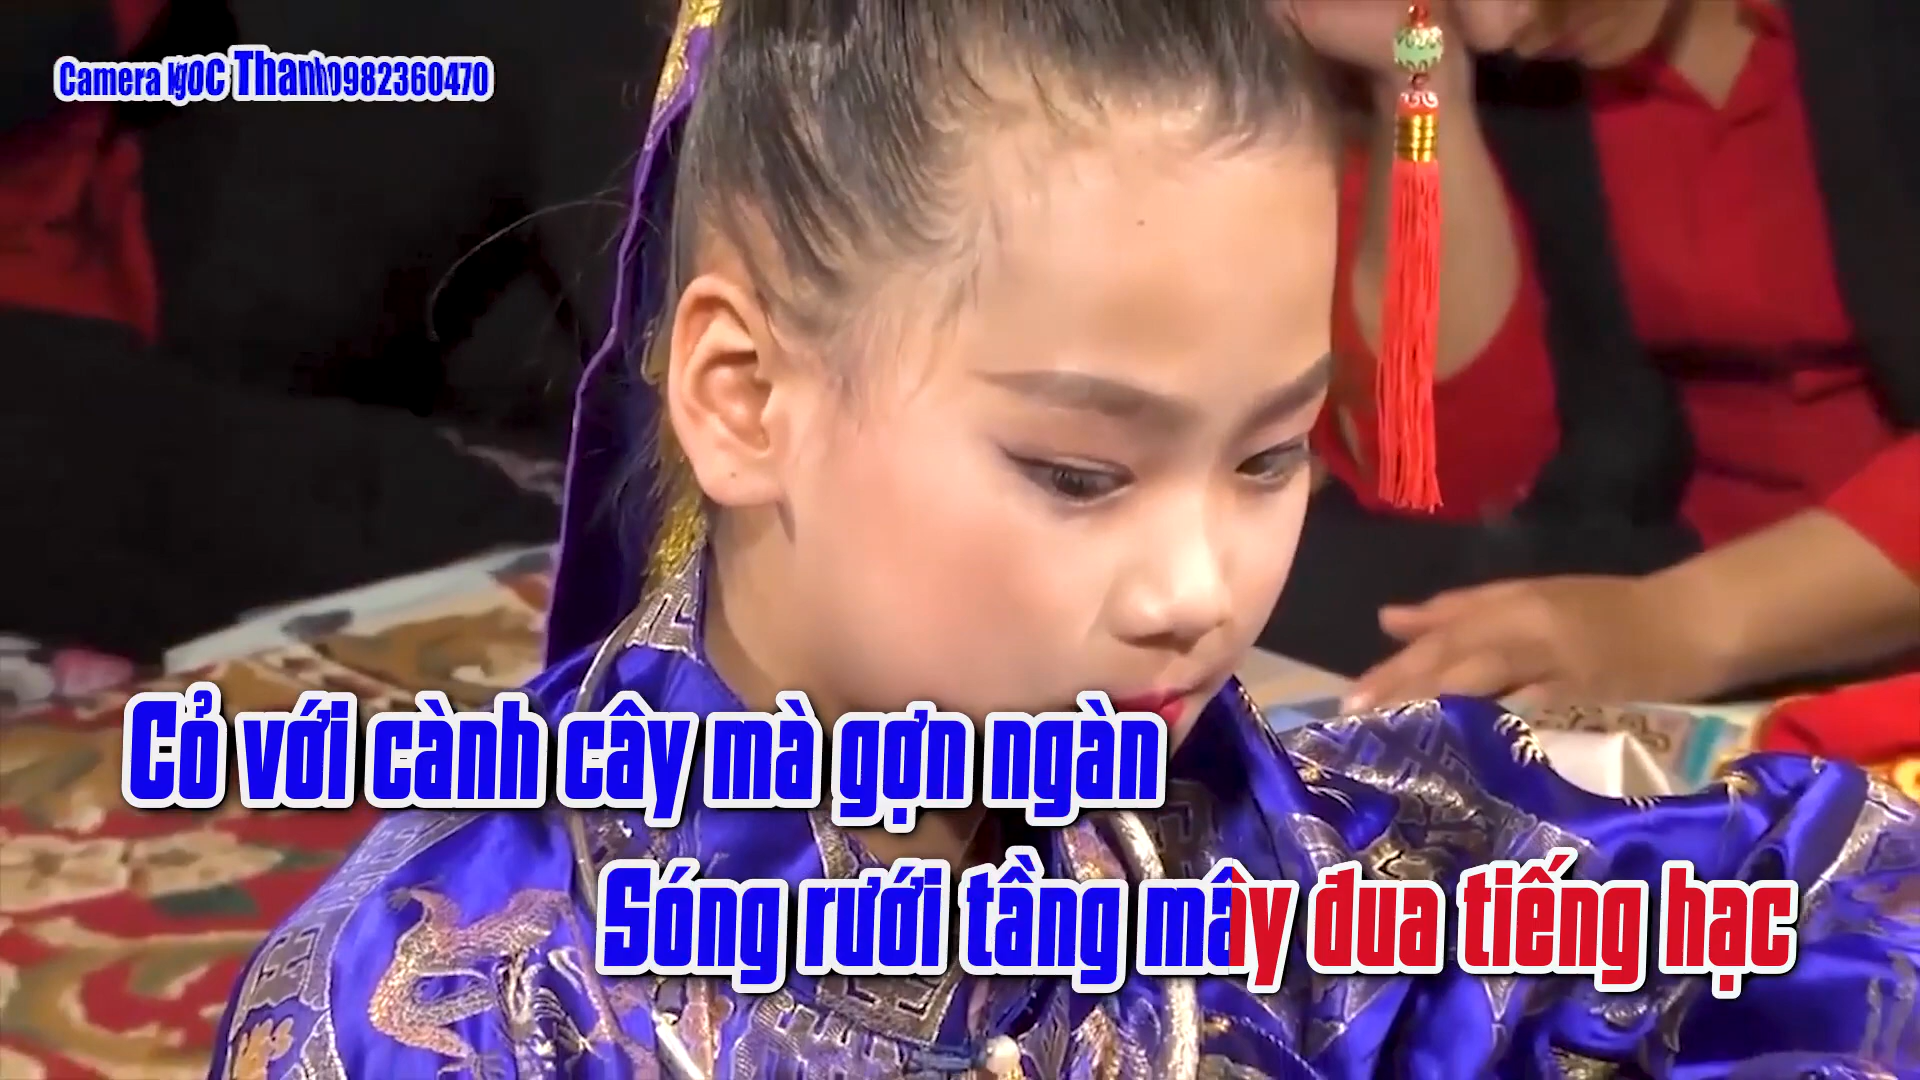 Camera Ngọc Thanh 0982360470
Cỏ với cành cây mà gợn ngàn
Sóng rưới tầng mây đua tiếng hạc